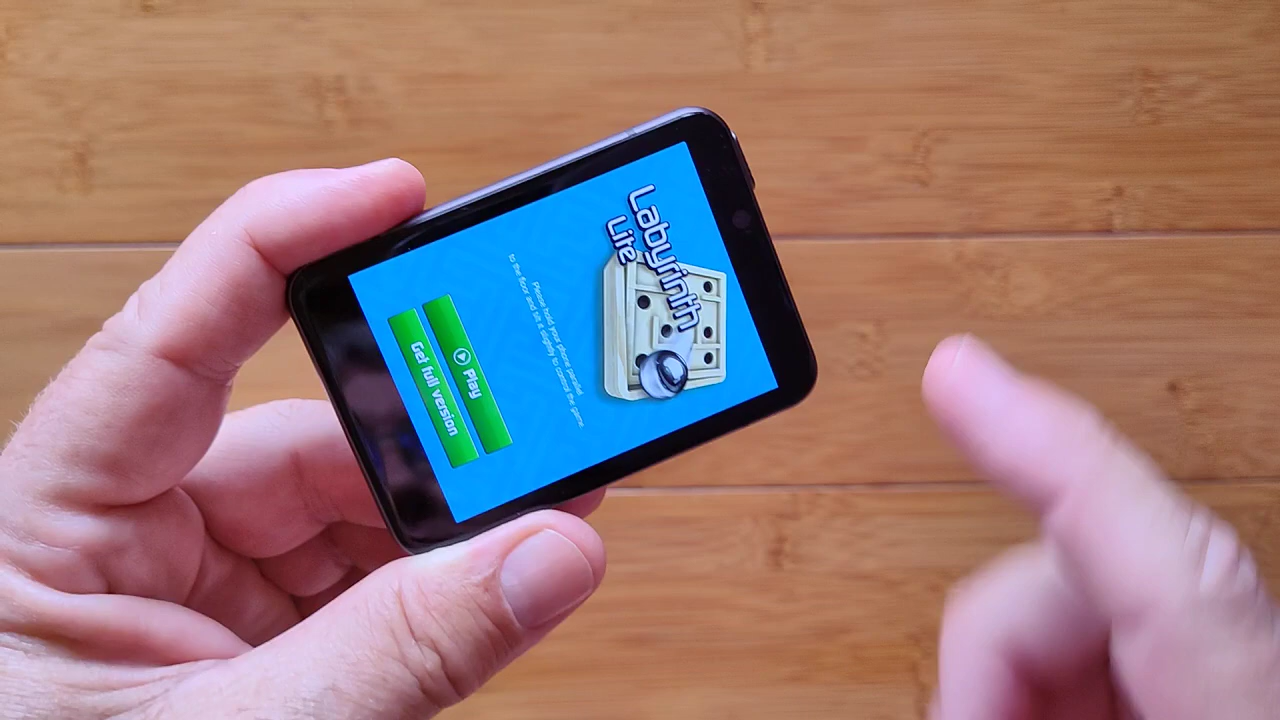 Labyrinth
Lite
Please hold your phone parallel
to the floor and tilt it slightly to control the game.
Play
Get full version